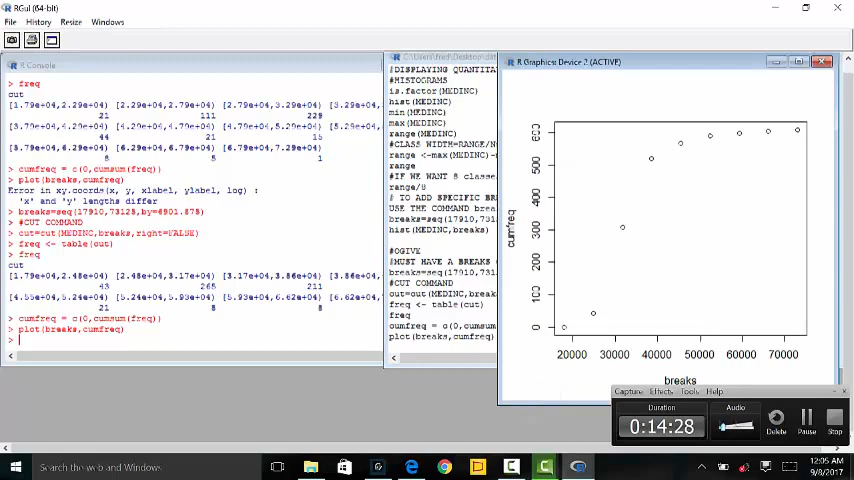 RGui (64-bit)
File History Resize Windows
R Console
> freq
cut
[1.79e+04,2.29e+04) [2.29e+04,2.79e+04) [2.79e+04,3.29e+04) [3.29e+04
21 111 229
[3.79e+04,4.29e+04) [4.29e+04,4.79e+04) [4.79e+04,5.29e+04) [5.29e+04
44 21 15
[5.79e+04,6.29e+04) [6.29e+04,6.79e+04) [6.79e+04,7.29e+04)
8 5 1
> cumfreq = c(0,cumsum(freq))
> plot(breaks,cumfreq)
Error in xy.coords(x, y, xlabel, ylabel, log) :
'x' and 'y' lengths differ
> breaks=seq(17910,73125,by=6901.875)
> #CUT COMMAND
> cut=cut(MEDINC,breaks,right=FALSE)
> freq <- table(cut)
> freq
cut
[1.79e+04,2.48e+04) [2.48e+04,3.17e+04) [3.17e+04,3.86e+04) [3.86e+04
43 265 211
[4.55e+04,5.24e+04) [5.24e+04,5.93e+04) [5.93e+04,6.62e+04) [6.62e+04
21 8 8
> cumfreq = c(0,cumsum(freq))
> plot(breaks,cumfreq)
>
C:\Users\fred\Desktop\
#DISPLAYING QUANTITA
#HISTOGRAMS
is.factor(MEDINC)
hist(MEDINC)
min(MEDINC)
max(MEDINC)
range(MEDINC)
#CLASS WIDTH=RANGE/N
range <-max(MEDINC)-m
range
#IF WE WANT 8 classes
range/8
# TO ADD SPECIFIC BRE
USE THE COMMAND break
breaks=seq(17910,7312
hist(MEDINC,breaks)
#OGIVE
#MUST HAVE A BREAKS C
breaks=seq(17910,7312
#CUT COMMAND
cut=cut(MEDINC,breaks
freq <- table(cut)
freq
cumfreq = c(0,cumsum(
plot(breaks,cumfreq)
R Graphics: Device 2 (ACTIVE)
600
500
400
300
200
100
0
cumfreq
20000 30000 40000 50000 60000 70000
breaks
Capture Effects Tools Help
Duration Audio
0:14:28
Delete Pause Stop
Search the web and Windows
12:05 AM
9/8/2017